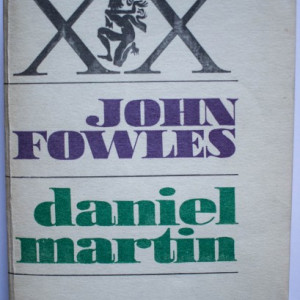 XX
JOHN
FOWLES
daniel
martin